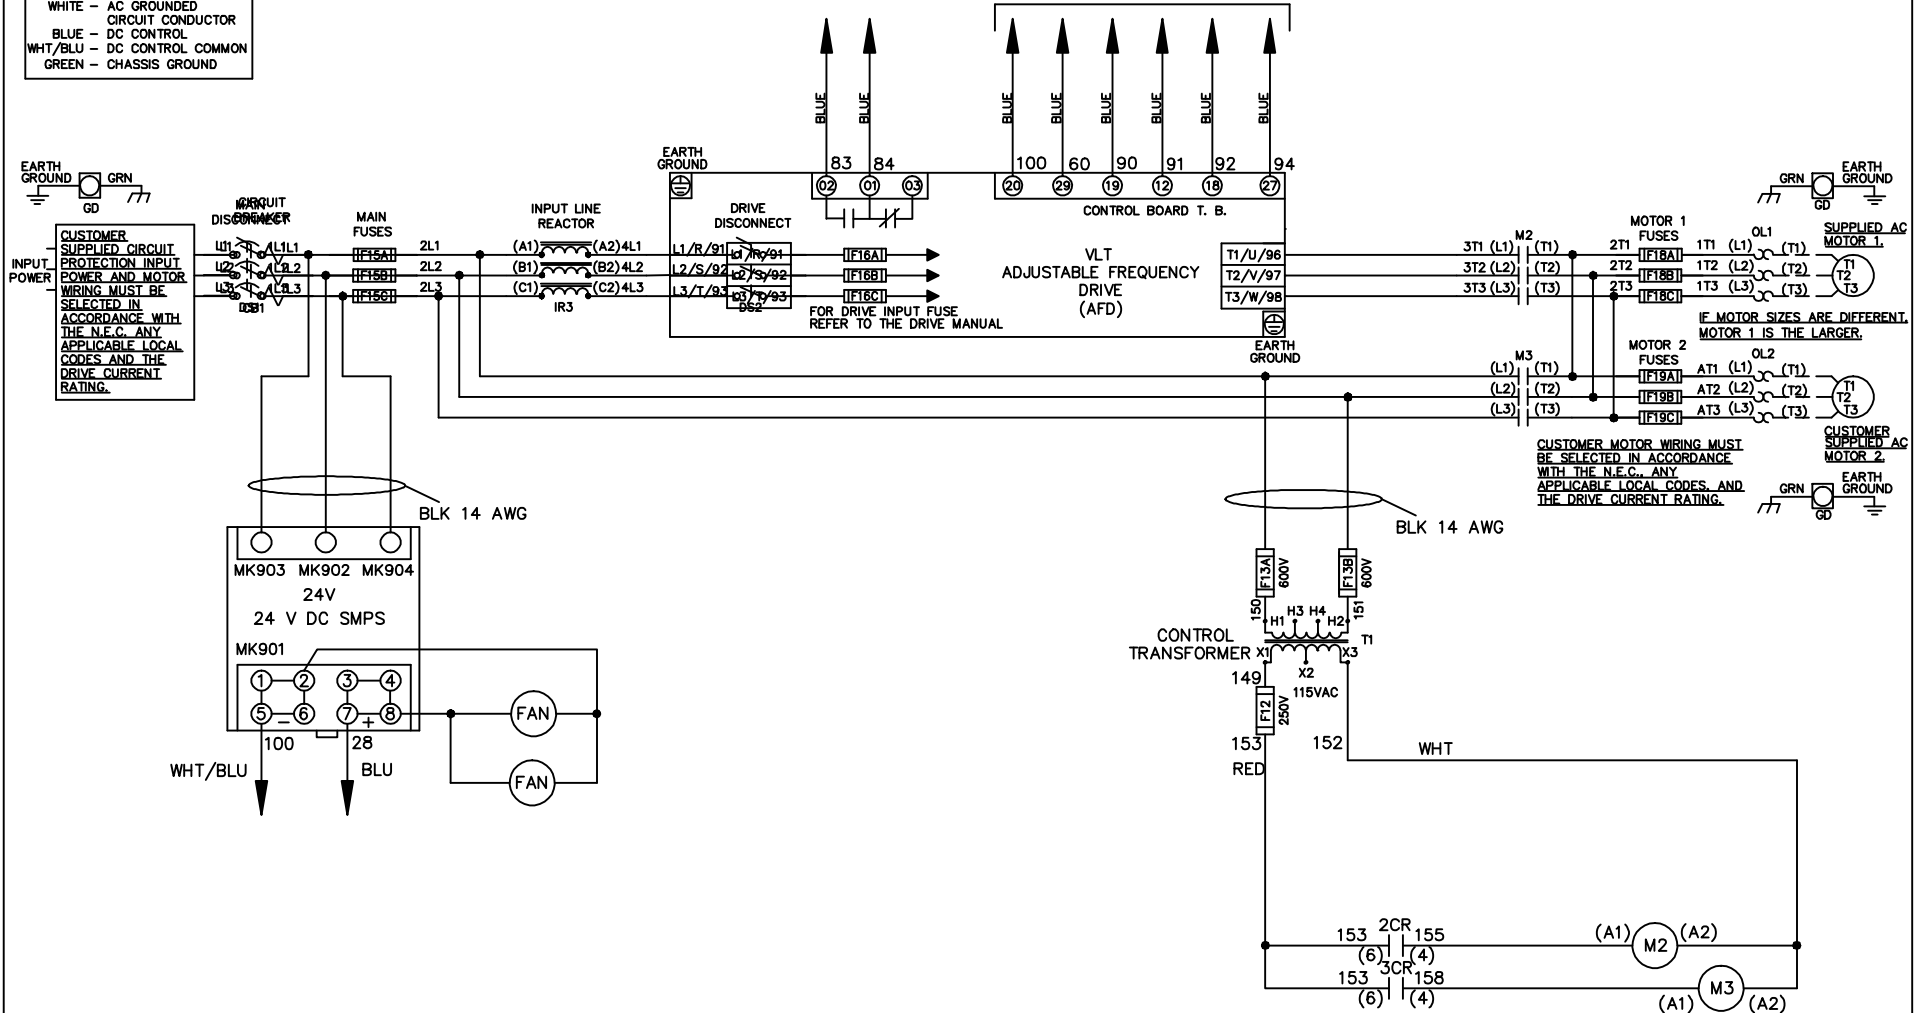 WHITE – AC GROUNDED
CIRCUIT CONDUCTOR
BLUE – DC CONTROL
WHT/BLU – DC CONTROL COMMON
GREEN – CHASSIS GROUND
BLUE
BLUE
BLUE
BLUE
BLUE
BLUE
BLUE
BLUE
EARTH
GROUND
GRN
GD
INPUT
POWER
CUSTOMER
SUPPLIED CIRCUIT
PROTECTION INPUT
POWER AND MOTOR
WIRING MUST BE
SELECTED IN
ACCORDANCE WITH
THE N.E.C. ANY
APPLICABLE LOCAL
CODES AND THE
DRIVE CURRENT
RATING.
CIRCUIT
BREAKER
MAIN
DISCONNECT
L1
L2
L3
1L1
1L2
1L3
CB1
MAIN
FUSES
F15A
F15B
F15C
2L1
2L2
2L3
INPUT LINE
REACTOR
(A1)
(B1)
(C1)
(A2)
(B2)
(C2)
4L1
4L2
4L3
IR3
EARTH
GROUND
83
84
02
01
03
100
60
90
91
92
94
20
29
19
12
18
27
CONTROL BOARD T. B.
DRIVE
DISCONNECT
L1/R/91
L2/S/92
L3/T/93
DS2
F16A
F16B
F16C
FOR DRIVE INPUT FUSE
REFER TO THE DRIVE MANUAL
VLT
ADJUSTABLE FREQUENCY
DRIVE
(AFD)
T1/U/96
T2/V/97
T3/W/98
EARTH
GROUND
M2
3T1 (L1) (T1)
3T2 (L2) (T2)
3T3 (L3) (T3)
M3
(L1) (T1)
(L2) (T2)
(L3) (T3)
MOTOR 1
FUSES
2T1 F18A 1T1 (L1) (T1)
2T2 F18B 1T2 (L2) (T2)
2T3 F18C 1T3 (L3) (T3)
OL1
T1
T2
T3
GRN
EARTH
GROUND
GD
SUPPLIED AC
MOTOR 1.
IF MOTOR SIZES ARE DIFFERENT,
MOTOR 1 IS THE LARGER.
MOTOR 2
FUSES
OL2
F19A AT1 (L1) (T1)
F19B AT2 (L2) (T2)
F19C AT3 (L3) (T3)
T1
T2
T3
CUSTOMER
SUPPLIED AC
MOTOR 2.
CUSTOMER MOTOR WIRING MUST
BE SELECTED IN ACCORDANCE
WITH THE N.E.C., ANY
APPLICABLE LOCAL CODES, AND
THE DRIVE CURRENT RATING.
GRN
EARTH
GROUND
GD
BLK 14 AWG
MK903 MK902 MK904
24V
24 V DC SMPS
MK901
1 2 3 4
5 – 6 7 + 8
100
28
WHT/BLU
BLU
FAN
FAN
BLK 14 AWG
F13A
600V
F13B
600V
150
151
H3 H4
H1 H2
T1
CONTROL
TRANSFORMER
X1
X3
X2
115VAC
149
F12
250V
153
152
RED
WHT
2CR
153 155
(6) (4)
(A1) M2 (A2)
3CR
153 158
(6) (4)
(A1) M3 (A2)